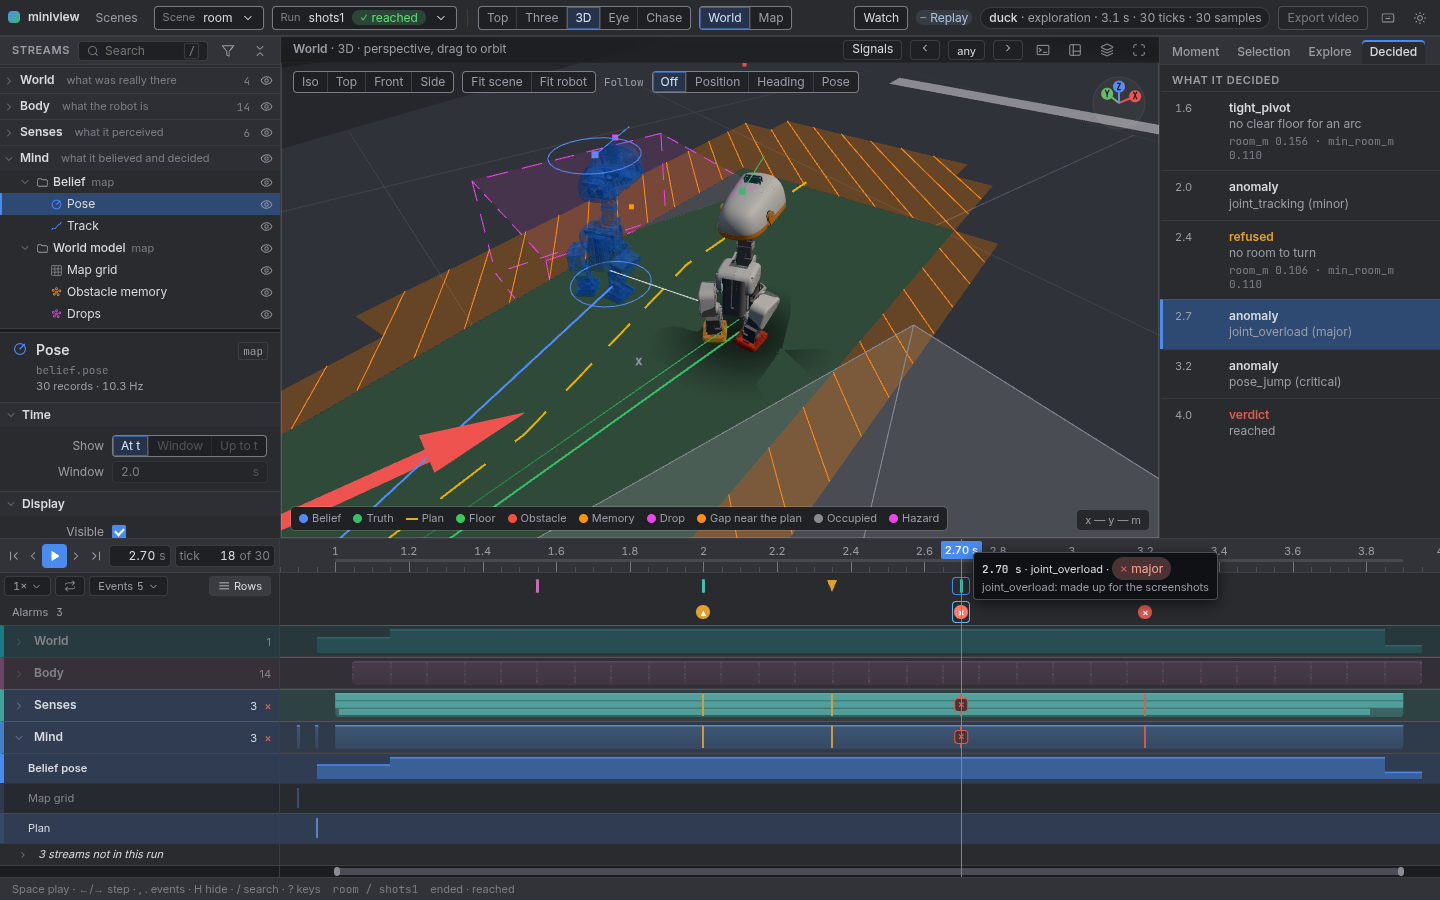 miniview Scenes Scene room Run shots1 ✓ reached Top Three 3D Eye Chase World Map Watch Replay duck · exploration · 3.1 s · 30 ticks · 30 samples Export video
STREAMS Search /
World · 3D · perspective, drag to orbit Signals any
Moment Selection Explore Decided
World what was really there 4
Body what the robot is 14
Senses what it perceived 6
Mind what it believed and decided
Belief map
Pose
Track
World model map
Map grid
Obstacle memory
Drops
Pose map
belief.pose
30 records · 10.3 Hz
Time
Show At t Window Up to t
Window 2.0 s
Display
Visible
Iso Top Front Side Fit scene Fit robot Follow Off Position Heading Pose
Z Y X
x
Belief Truth Plan Floor Obstacle Memory Drop Gap near the plan Occupied Hazard
x — y — m
WHAT IT DECIDED
1.6 tight_pivot
no clear floor for an arc
room_m 0.156 · min_room_m
0.110
2.0 anomaly
joint_tracking (minor)
2.4 refused
no room to turn
room_m 0.106 · min_room_m
0.110
2.7 anomaly
joint_overload (major)
3.2 anomaly
pose_jump (critical)
4.0 verdict
reached
2.70 s tick 18 of 30
1 1.2 1.4 1.6 1.8 2 2.2 2.4 2.6 2.70 s 2.8 3 3.2 3.4 3.6 3.8 4
1× Events 5 Rows
2.70 s · joint_overload · × major
joint_overload: made up for the screenshots
Alarms 3
World 1
Body 14
Senses 3 ×
Mind 3 ×
Belief pose
Map grid
Plan
3 streams not in this run
Space play · ←/→ step · , . events · H hide · / search · ? keys room / shots1 ended · reached